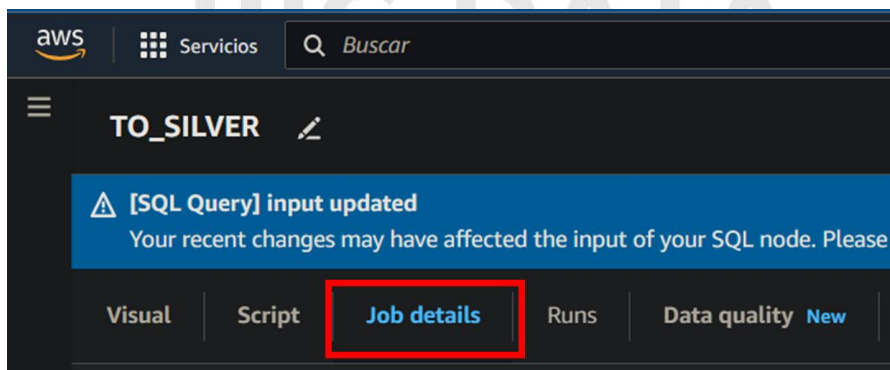 aws
Servicios
Buscar
TO_SILVER
[SQL Query] input updated
Your recent changes may have affected the input of your SQL node. Please
Visual
Script
Job details
Runs
Data quality New